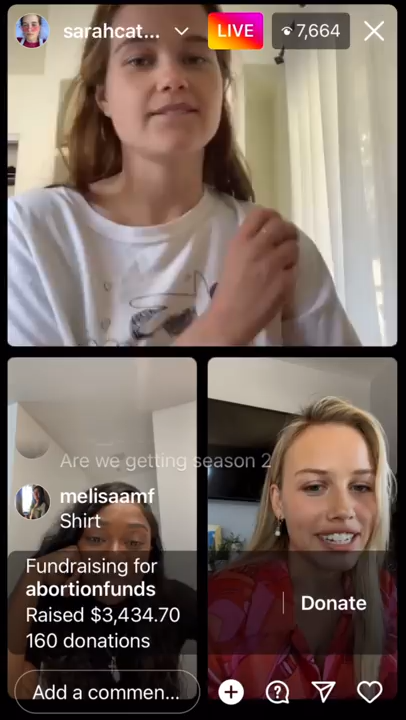 sarahcat...
LIVE
7,664
Are we getting season 2
melisaamf
Shirt
Fundraising for
abortionfunds
Raised $3,434.70
160 donations
Donate
Add a commen...